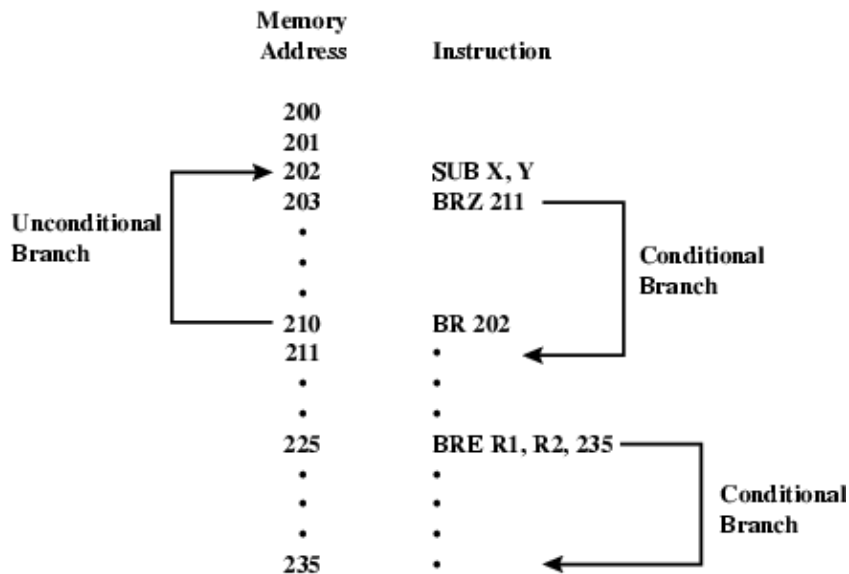 Memory
Address Instruction
200
201
202 SUB X, Y
203 BRZ 211
Unconditional
Branch
Conditional
Branch
210 BR 202
211
225 BRE R1, R2, 235
Conditional
Branch
235